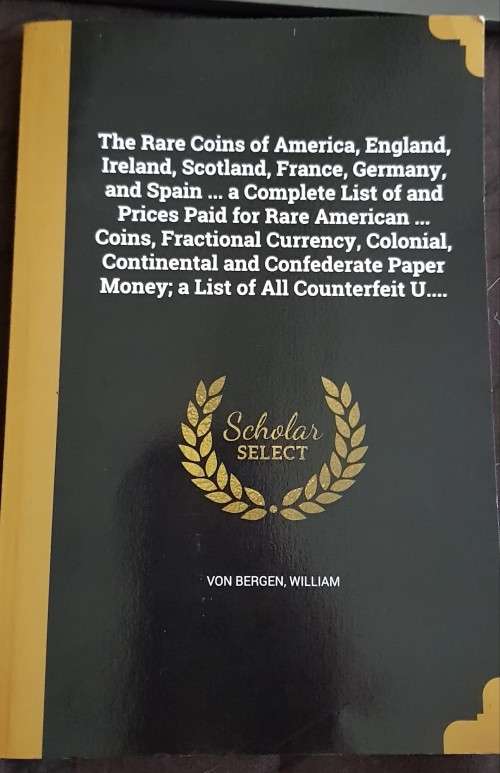 The Rare Coins of America, England,
Ireland, Scotland, France, Germany,
and Spain ... a Complete List of and
Prices Paid for Rare American ...
Coins, Fractional Currency, Colonial,
Continental and Confederate Paper
Money; a List of All Counterfeit U....
Scholar
SELECT
VON BERGEN, WILLIAM